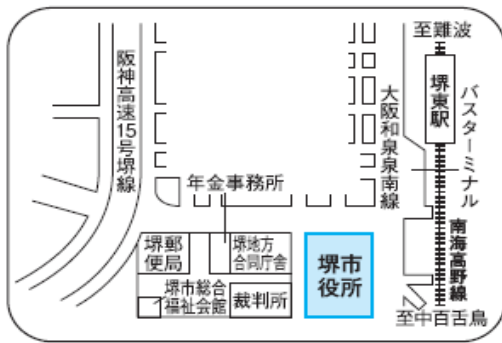 至難波
堺東駅
バスターミナル
大阪和泉泉南線
阪神高速15号堺線
年金事務所
堺郵
便局
堺地方
合同庁舎
堺市
役所
堺市総合
福祉会館
裁判所
南海高野線
至中百舌鳥